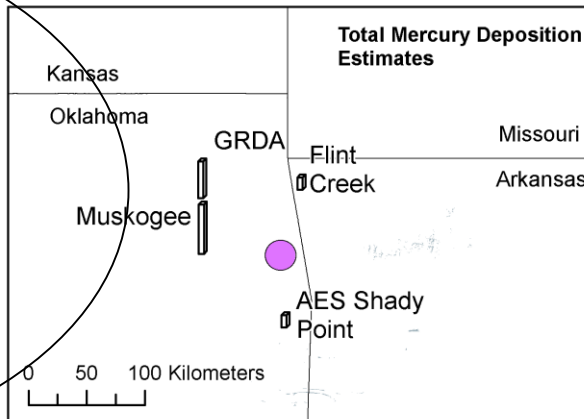 Total Mercury Deposition
Estimates
Kansas
Oklahoma
GRDA
Missouri
Flint
Creek
Arkansas
Muskogee
AES Shady
Point
0 50 100 Kilometers